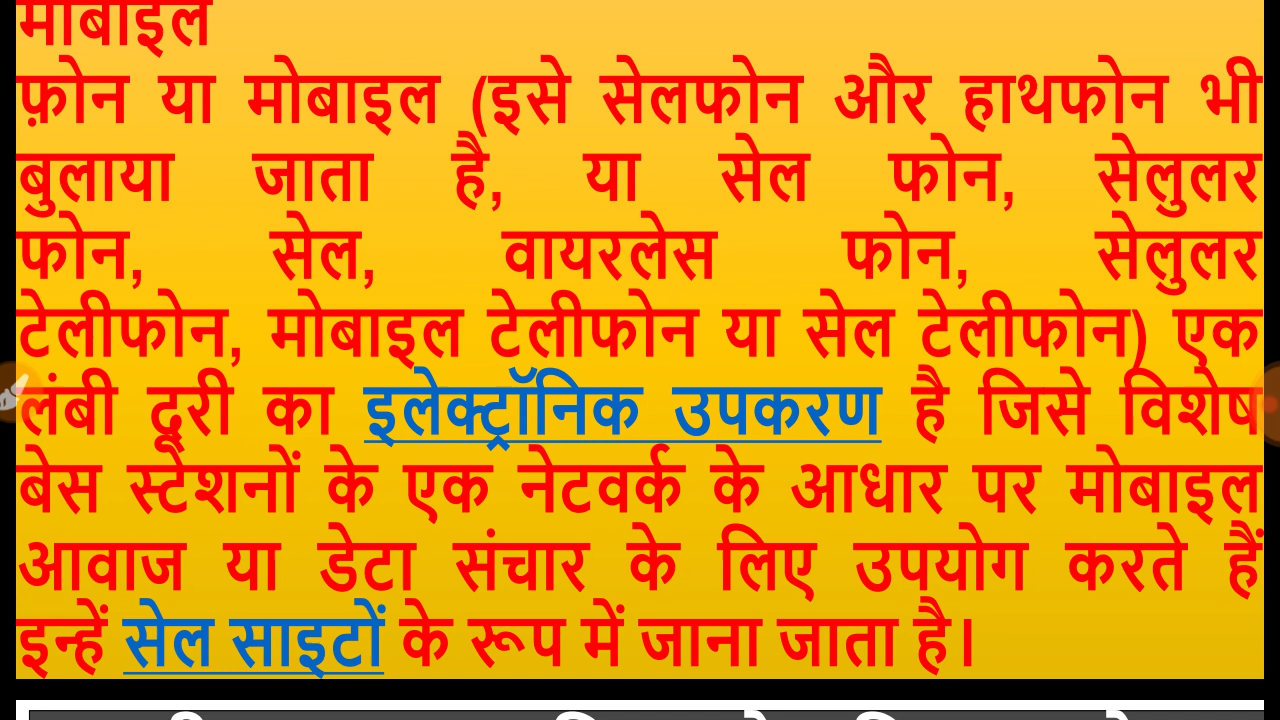 मोबाइल
फ़ोन या मोबाइल (इसे सेलफोन और हाथफोन भी
बुलाया जाता है, या सेल फोन, सेलुलर
फोन, सेल, वायरलेस फोन, सेलुलर
टेलीफोन, मोबाइल टेलीफोन या सेल टेलीफोन) एक
लंबी दूरी का इलेक्ट्रॉनिक उपकरण है जिसे विशेष
बेस स्टेशनों के एक नेटवर्क के आधार पर मोबाइल
आवाज या डेटा संचार के लिए उपयोग करते हैं
इन्हें सेल साइटों के रूप में जाना जाता है।